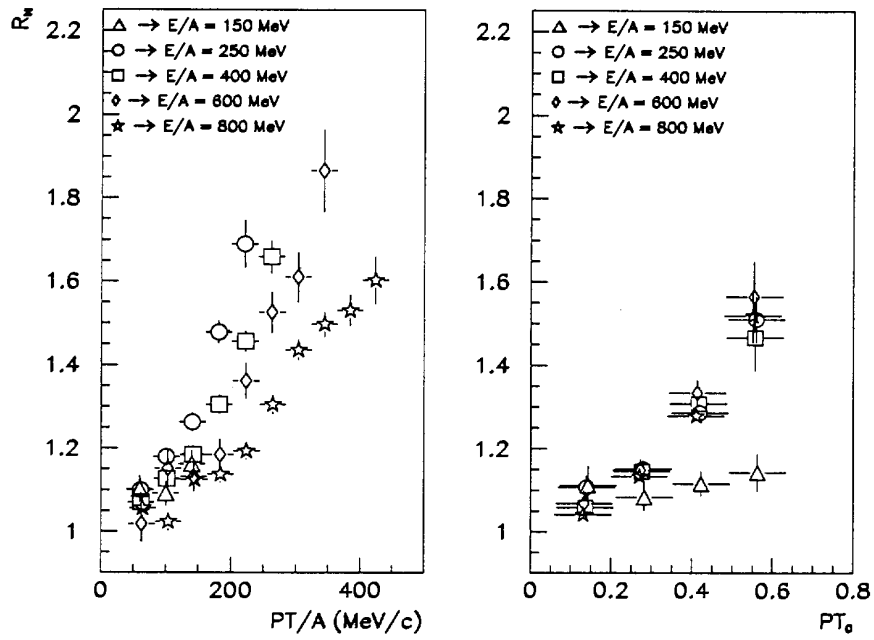 R_N
2.2
2
1.8
1.6
1.4
1.2
1
→ E/A = 150 MeV
→ E/A = 250 MeV
→ E/A = 400 MeV
→ E/A = 600 MeV
→ E/A = 800 MeV
0 200 400
PT/A (MeV/c)
2.2
2
1.8
1.6
1.4
1.2
1
→ E/A = 150 MeV
→ E/A = 250 MeV
→ E/A = 400 MeV
→ E/A = 600 MeV
→ E/A = 800 MeV
0 0.2 0.4 0.6 0.8
PT_a